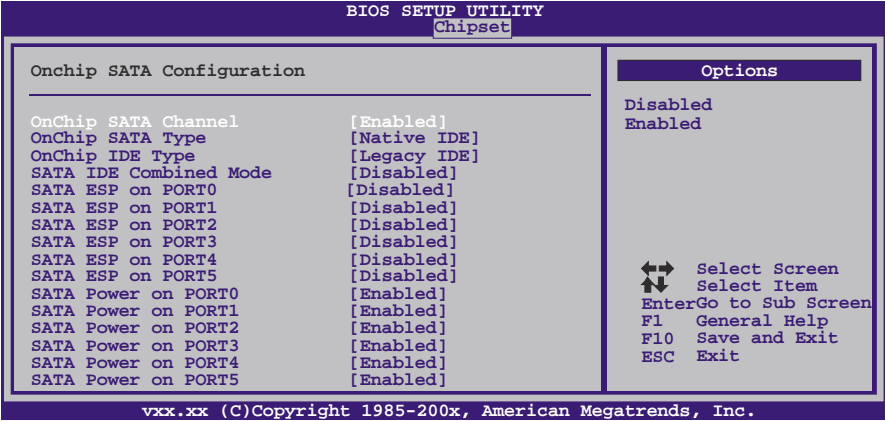 BIOS SETUP UTILITY
Chipset
Onchip SATA Configuration
OnChip SATA Channel [Enabled]
OnChip SATA Type [Native IDE]
OnChip IDE Type [Legacy IDE]
SATA IDE Combined Mode [Disabled]
SATA ESP on PORT0 [Disabled]
SATA ESP on PORT1 [Disabled]
SATA ESP on PORT2 [Disabled]
SATA ESP on PORT3 [Disabled]
SATA ESP on PORT4 [Disabled]
SATA ESP on PORT5 [Disabled]
SATA Power on PORT0 [Enabled]
SATA Power on PORT1 [Enabled]
SATA Power on PORT2 [Enabled]
SATA Power on PORT3 [Enabled]
SATA Power on PORT4 [Enabled]
SATA Power on PORT5 [Enabled]
Options
Disabled
Enabled
Select Screen
Select Item
EnterGo to Sub Screen
F1 General Help
F10 Save and Exit
ESC Exit
vxx.xx (C)Copyright 1985-200x, American Megatrends, Inc.